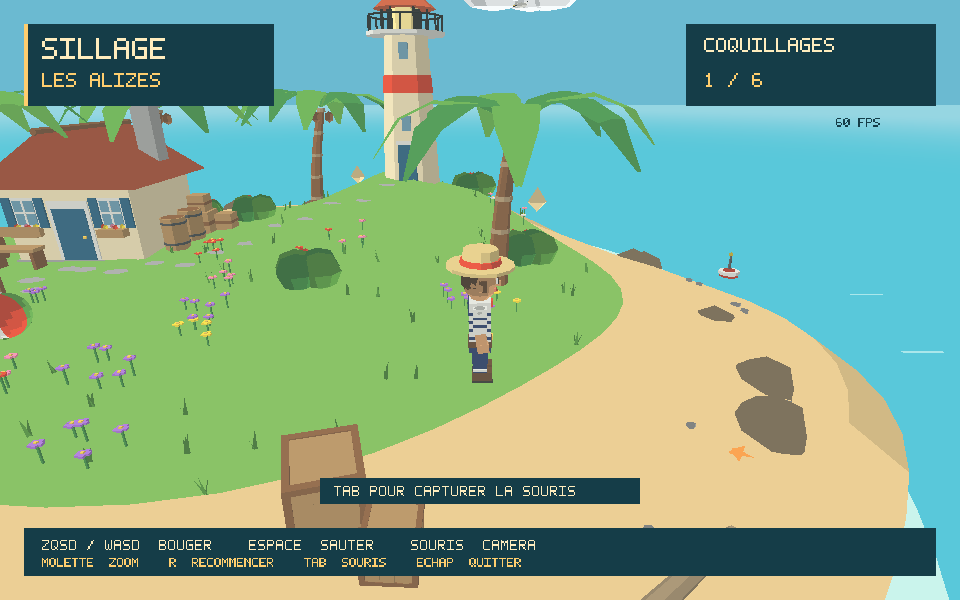 SILLAGE
LES ALIZES
COQUILLAGES
1 / 6
60 FPS
TAB POUR CAPTURER LA SOURIS
ZQSD / WASD BOUGER ESPACE SAUTER SOURIS CAMERA
MOLETTE ZOOM R RECOMMENCER TAB SOURIS ECHAP QUITTER